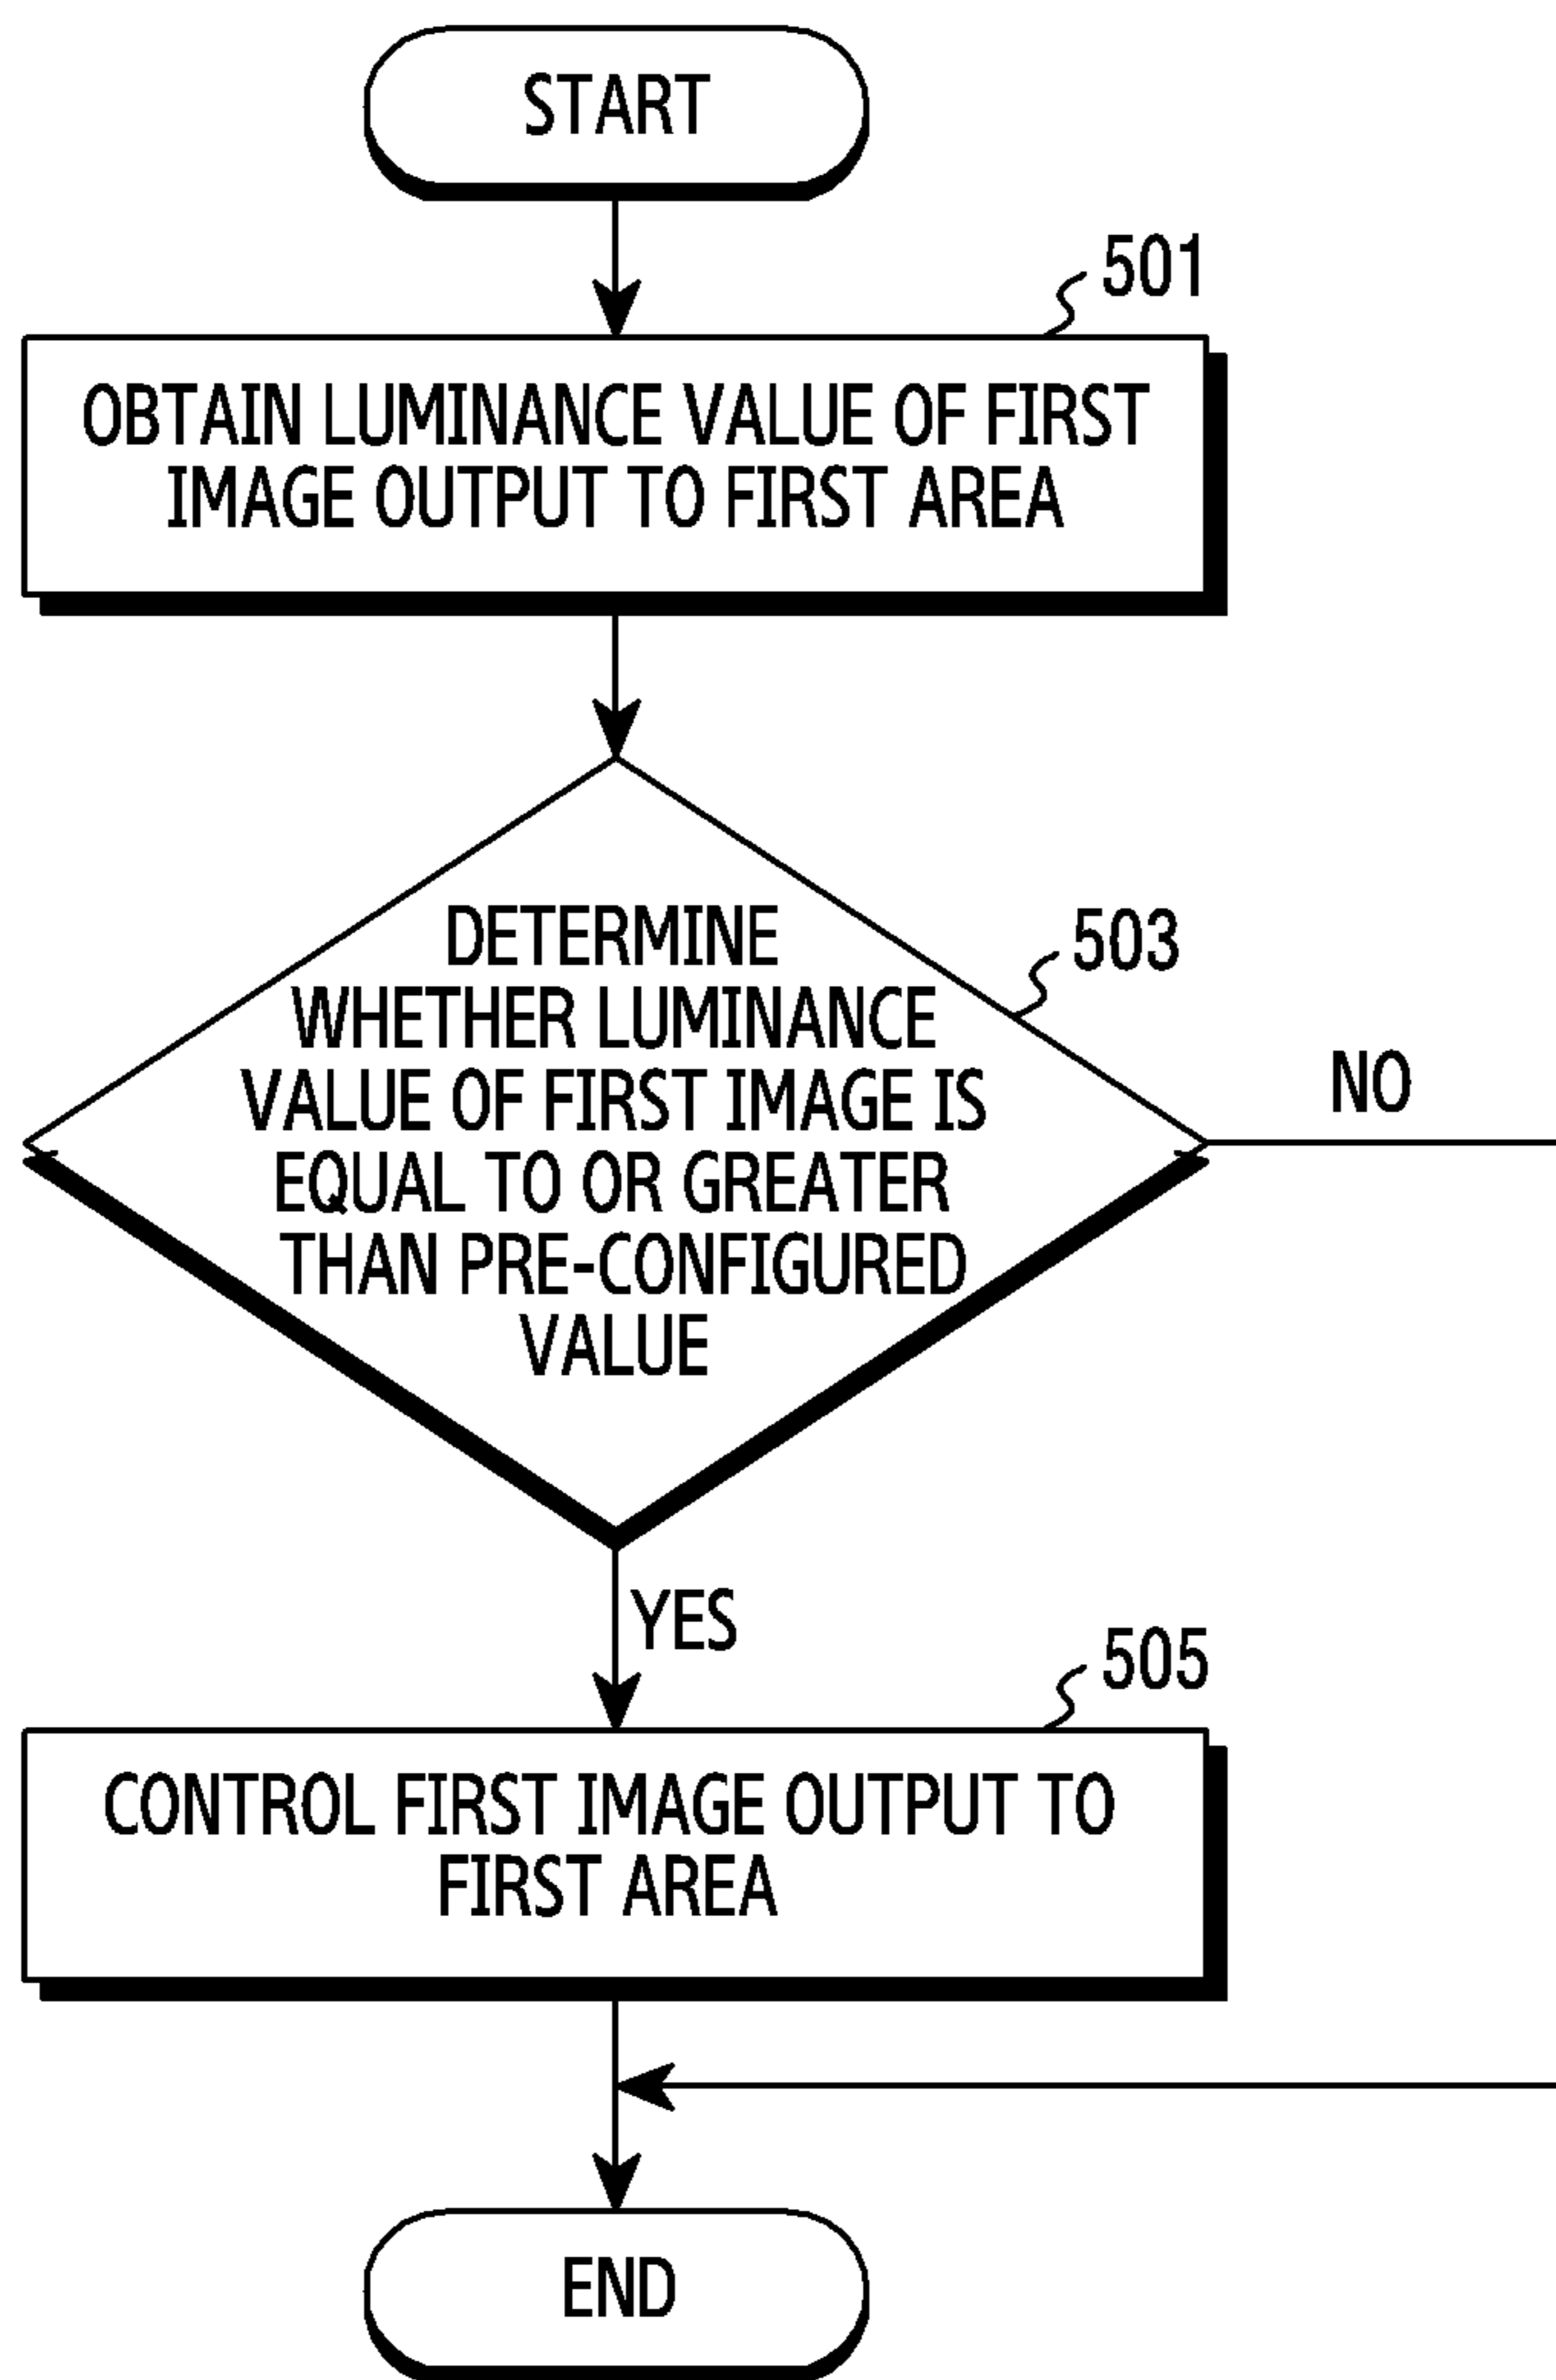 START
501
OBTAIN LUMINANCE VALUE OF FIRST
IMAGE OUTPUT TO FIRST AREA
503
DETERMINE
WHETHER LUMINANCE
VALUE OF FIRST IMAGE IS
EQUAL TO OR GREATER
THAN PRE-CONFIGURED
VALUE
NO
YES
505
CONTROL FIRST IMAGE OUTPUT TO
FIRST AREA
END